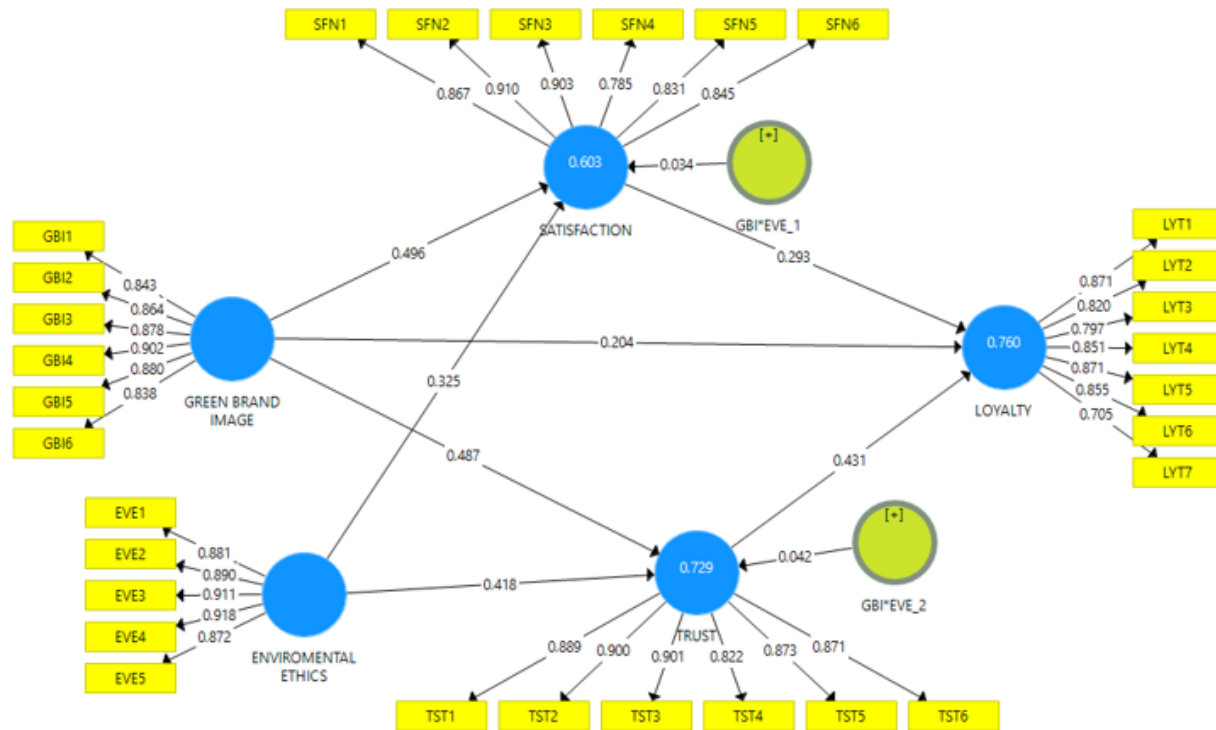 SFN1
SFN2
SFN3
SFN4
SFN5
SFN6
0.867
0.910
0.903
0.785
0.831
0.845
[+]
0.603
0.034
SATISFACTION
GBI*EVE_1
GBI1
GBI2
GBI3
GBI4
GBI5
GBI6
0.843
0.864
0.878
0.902
0.880
0.838
GREEN BRAND
IMAGE
0.496
0.293
0.204
0.325
0.487
0.431
LYT1
LYT2
LYT3
LYT4
LYT5
LYT6
LYT7
0.871
0.820
0.797
0.851
0.871
0.855
0.705
0.760
LOYALTY
EVE1
EVE2
EVE3
EVE4
EVE5
0.881
0.890
0.911
0.918
0.872
ENVIROMENTAL
ETHICS
0.418
0.729
0.042
[+]
TRUST
GBI*EVE_2
0.889
0.900
0.901
0.822
0.873
0.871
TST1
TST2
TST3
TST4
TST5
TST6